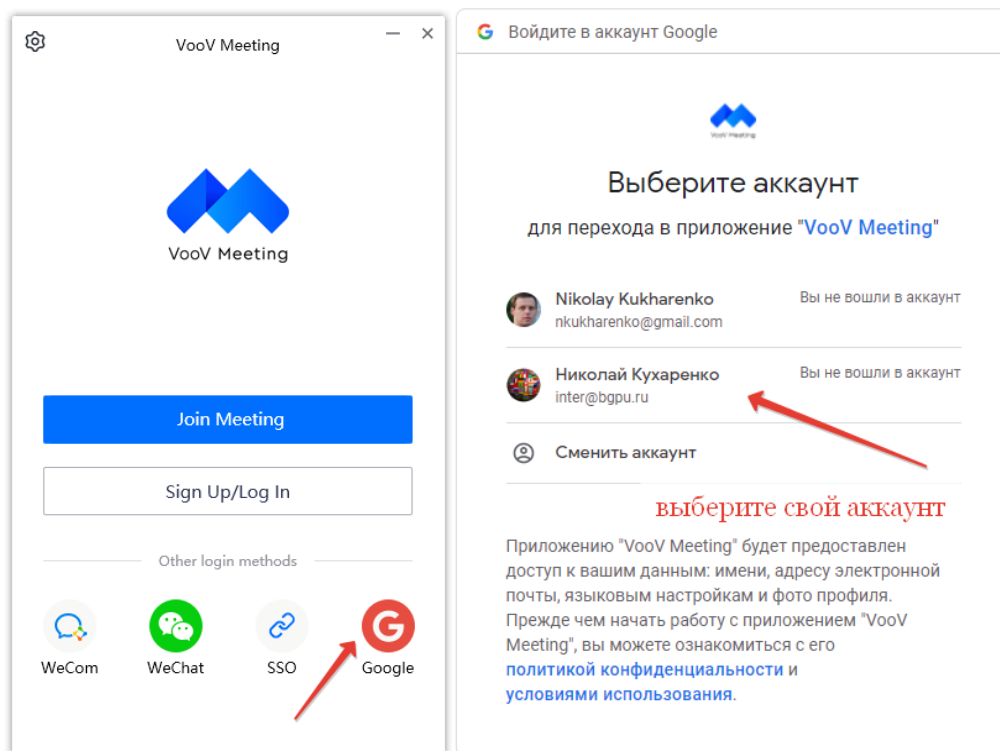 VooV Meeting
VooV Meeting
Join Meeting
Sign Up/Log In
Other login methods
WeCom
WeChat
SSO
Google
Войдите в аккаунт Google
VooV Meeting
Выберите аккаунт
для перехода в приложение "VooV Meeting"
Nikolay Kukharenko
Вы не вошли в аккаунт
nkukharenko@gmail.com
Николай Кухаренко
Вы не вошли в аккаунт
inter@bgpu.ru
Сменить аккаунт
выберите свой аккаунт
Приложению "VooV Meeting" будет предоставлен
доступ к вашим данным: имени, адресу электронной
почты, языковым настройкам и фото профиля.
Прежде чем начать работу с приложением "VooV
Meeting", вы можете ознакомиться с его
политикой конфиденциальности и
условиями использования.